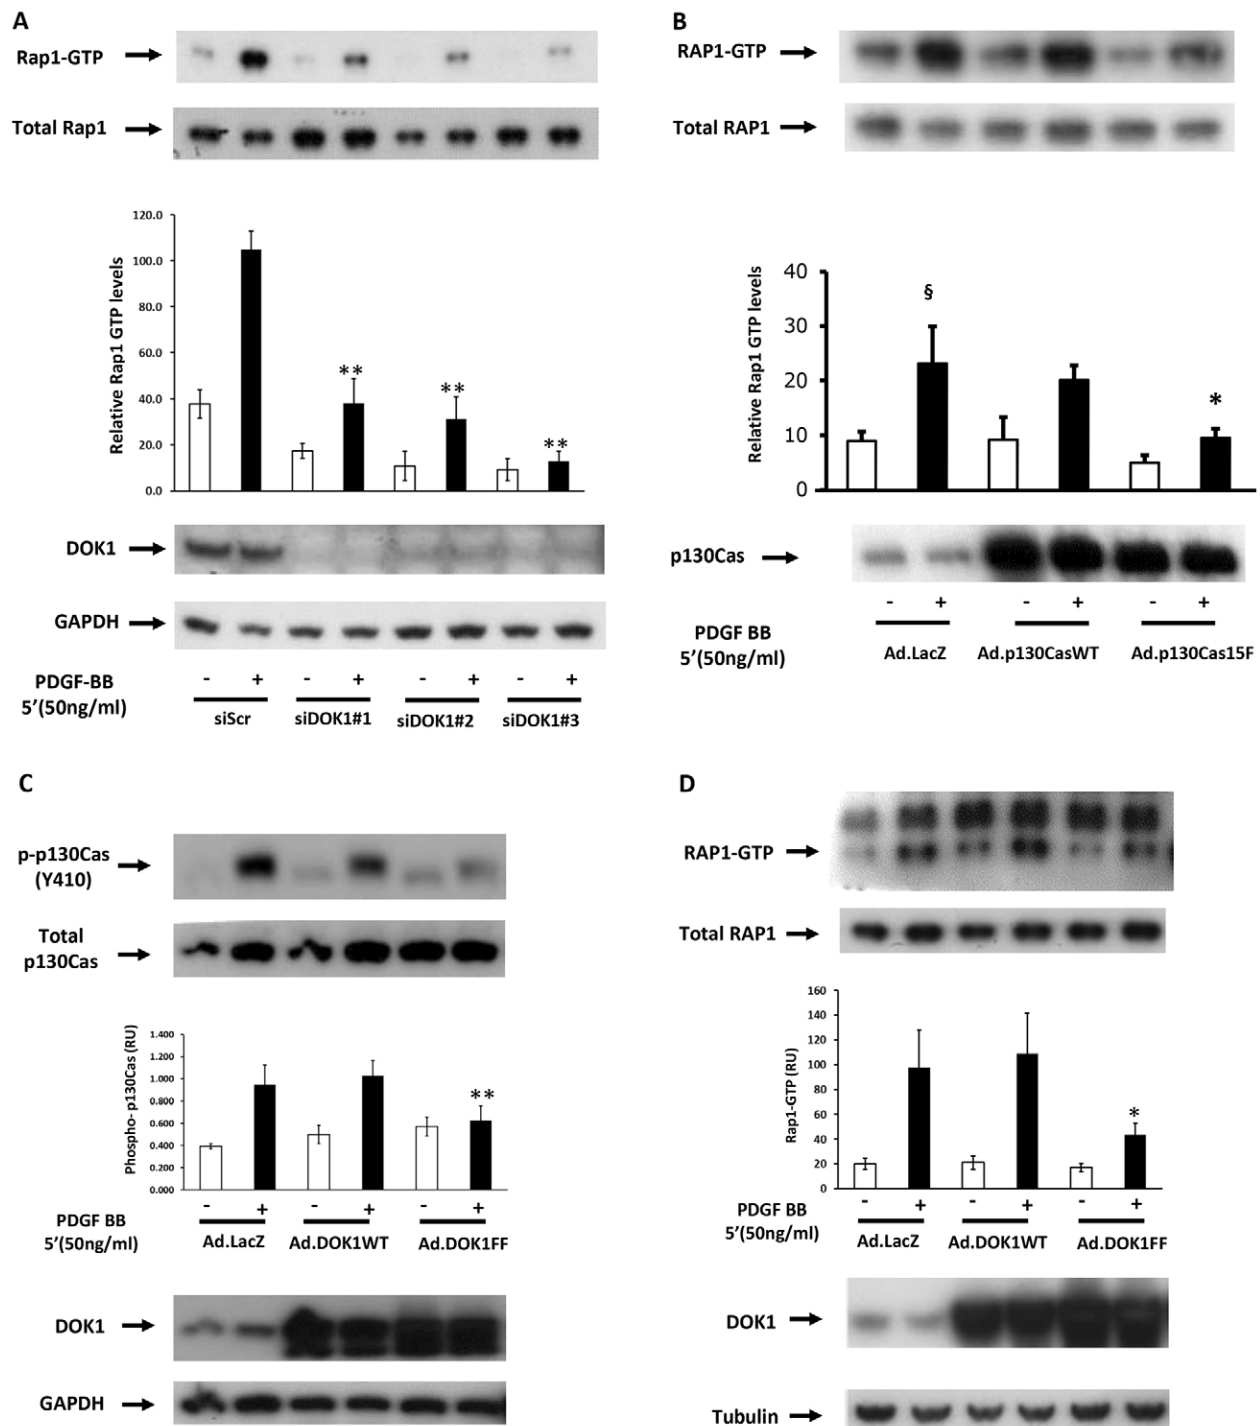 A
Rap1-GTP
Total Rap1
Relative Rap1 GTP levels
120.0
100.0
80.0
60.0
40.0
20.0
0.0
**
**
**
DOK1
GAPDH
PDGF-BB
5’(50ng/ml)
- + - + - + - +
siScr siDOK1#1 siDOK1#2 siDOK1#3
B
RAP1-GTP
Total RAP1
Relative Rap1 GTP levels
40
30
20
10
0
§
*
p130Cas
- + - + - +
PDGF BB
5’(50ng/ml)
Ad.LacZ Ad.p130CasWT Ad.p130Cas15F
C
p-p130Cas
(Y410)
Total
p130Cas
Phospho- p130Cas (RU)
1.400
1.200
1.000
0.800
0.600
0.400
0.200
0.000
**
- + - + - +
PDGF BB
5’(50ng/ml)
Ad.LacZ Ad.DOK1WT Ad.DOK1FF
DOK1
GAPDH
D
RAP1-GTP
Total RAP1
Rap1-GTP (RU)
160
140
120
100
80
60
40
20
0
*
- + - + - +
PDGF BB
5’(50ng/ml)
Ad.LacZ Ad.DOK1WT Ad.DOK1FF
DOK1
Tubulin